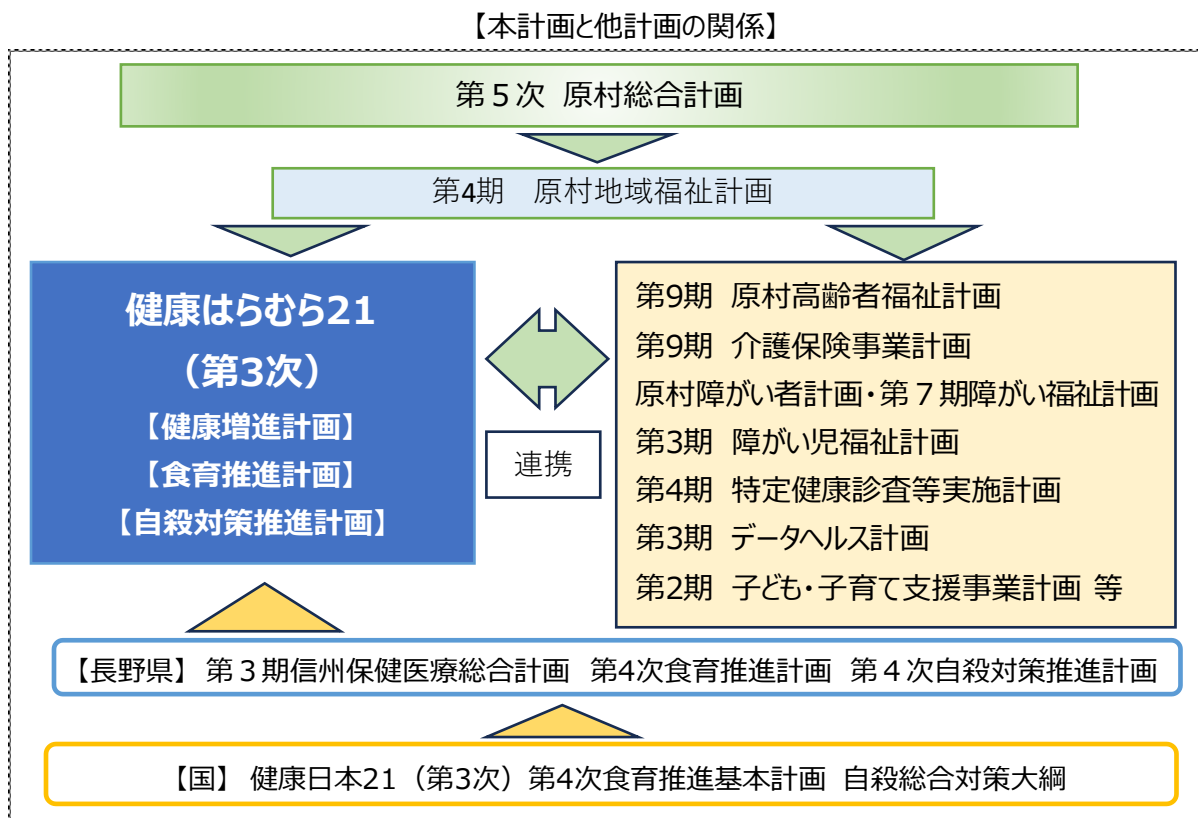 【本計画と他計画の関係】
第５次 原村総合計画
第4期　原村地域福祉計画
健康はらむら21
（第3次）
【健康増進計画】
【食育推進計画】
【自殺対策推進計画】
連携
第9期 原村高齢者福祉計画
第9期 介護保険事業計画
原村障がい者計画・第７期障がい福祉計画
第3期 障がい児福祉計画
第4期 特定健康診査等実施計画
第3期 データヘルス計画
第2期 子ども・子育て支援事業計画 等
【長野県】 第３期信州保健医療総合計画 第4次食育推進計画 第４次自殺対策推進計画
【国】 健康日本21（第3次）第4次食育推進基本計画 自殺総合対策大綱